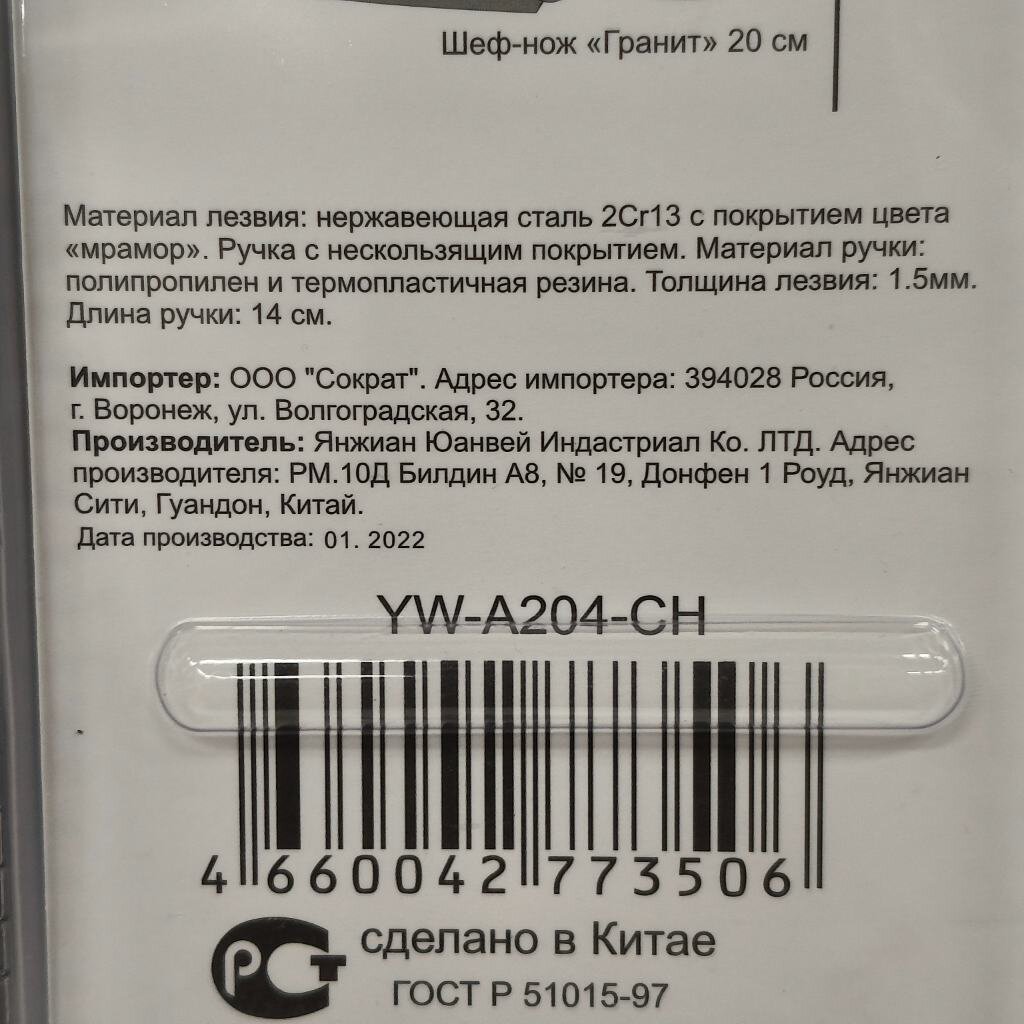 Шеф-нож «Гранит» 20 см
Материал лезвия: нержавеющая сталь 2Cr13 с покрытием цвета
«мрамор». Ручка с нескользящим покрытием. Материал ручки:
полипропилен и термопластичная резина. Толщина лезвия: 1.5мм.
Длина ручки: 14 см.
Импортер: ООО "Сократ". Адрес импортера: 394028 Россия,
г. Воронеж, ул. Волгоградская, 32.
Производитель: Янжиан Юанвей Индастриал Ко. ЛТД. Адрес
производителя: РМ.10Д Билдин А8, № 19, Донфен 1 Роуд, Янжиан
Сити, Гуандон, Китай.
Дата производства: 01. 2022
YW-A204-CH
4 660042 773506
РСТ сделано в Китае
ГОСТ Р 51015-97